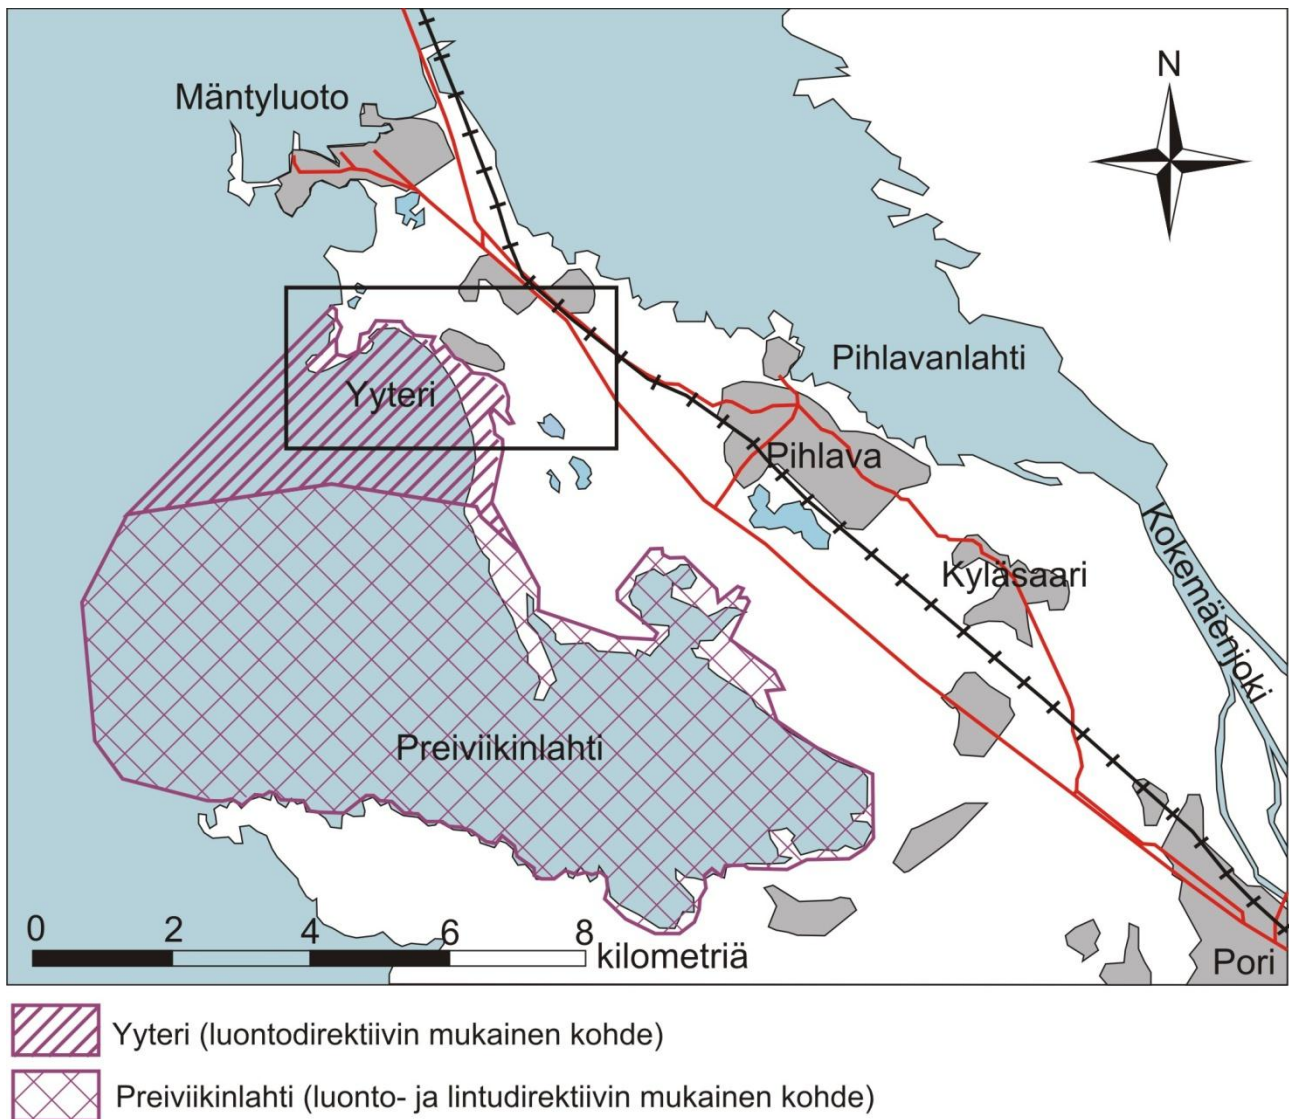 N
Mäntyluoto
Pihlavanlahti
Yyteri
Pihlava
Kokemäenjoki
Kyläsaari
Preiviikinlahti
0 2 4 6 8 kilometriä
Pori
Yyteri (luontodirektiivin mukainen kohde)
Preiviikinlahti (luonto- ja lintudirektiivin mukainen kohde)